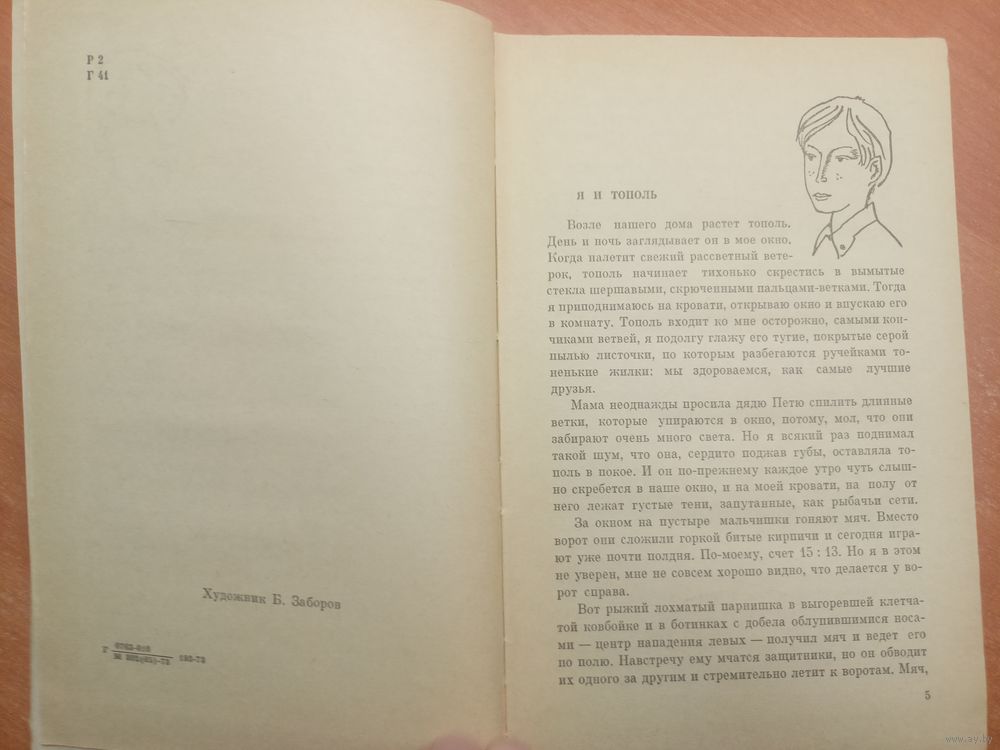 Р 2
Г 41
Художник Б. Заборов
Г
М 302(05)-73
Я И ТОПОЛЬ
Возле нашего дома растет тополь.
День и ночь заглядывает он в мое окно.
Когда налетит свежий рассветный вете-
рок, тополь начинает тихонько скрестись в вымытые
стекла шершавыми, скрюченными пальцами-ветками. Тогда
я приподнимаюсь на кровати, открываю окно и впускаю его
в комнату. Тополь входит ко мне осторожно, самыми кон-
чиками ветвей, я подолгу глажу его тугие, покрытые серой
пылью листочки, по которым разбегаются ручейками то-
ненькие жилки: мы здороваемся, как самые лучшие
друзья.
Мама неоднажды просила дядю Петю спилить длинные
ветки, которые упираются в окно, потому, мол, что они
забирают очень много света. Но я всякий раз поднимал
такой шум, что она, сердито поджав губы, оставляла то-
поль в покое. И он по-прежнему каждое утро чуть слыш-
но скребется в наше окно, и на моей кровати, на полу от
него лежат густые тени, запутанные, как рыбачьи сети.
За окном на пустыре мальчишки гоняют мяч. Вместо
ворот они сложили горкой битые кирпичи и сегодня игра-
ют уже почти полдня. По-моему, счет 15 : 13. Но я в этом
не уверен, мне не совсем хорошо видно, что делается у во-
рот справа.
Вот рыжий лохматый парнишка в выгоревшей клетча-
той ковбойке и в ботинках с добела облупившимися носа-
ми — центр нападения левых — получил мяч и ведет его
по полю. Навстречу ему мчатся защитники, но он обводит
их одного за другим и стремительно летит к воротам. Мяч,
5
www.ay.by